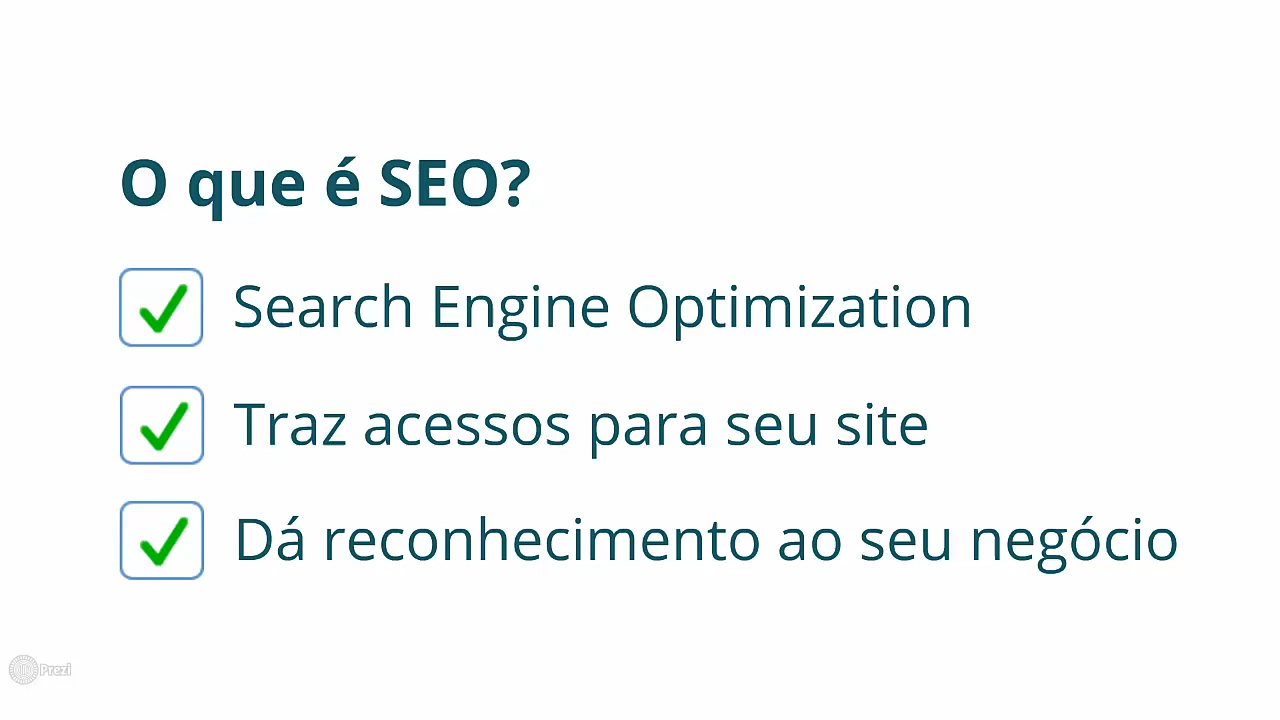 O que é SEO?
Search Engine Optimization
Traz acessos para seu site
Dá reconhecimento ao seu negócio
Prezi